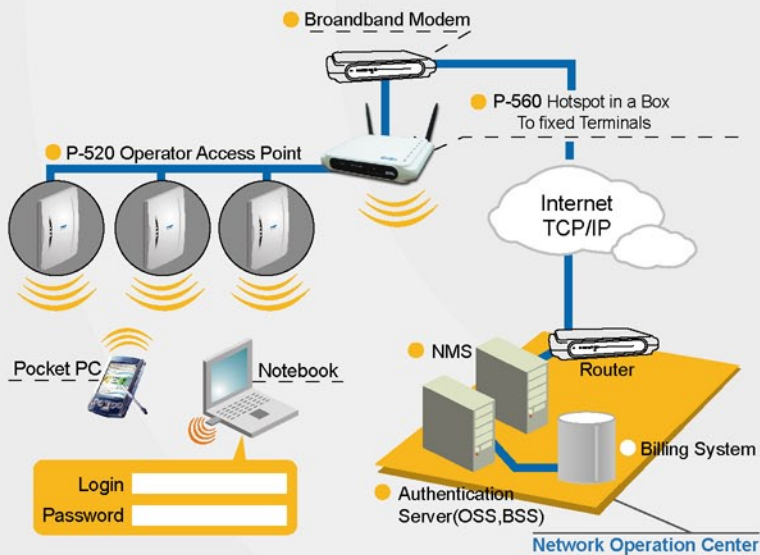 Broandband Modem
P-560 Hotspot in a Box
To fixed Terminals
P-520 Operator Access Point
Internet
TCP/IP
Pocket PC
Notebook
NMS
Router
Billing System
Login
Password
Authentication
Server(OSS,BSS)
Network Operation Center